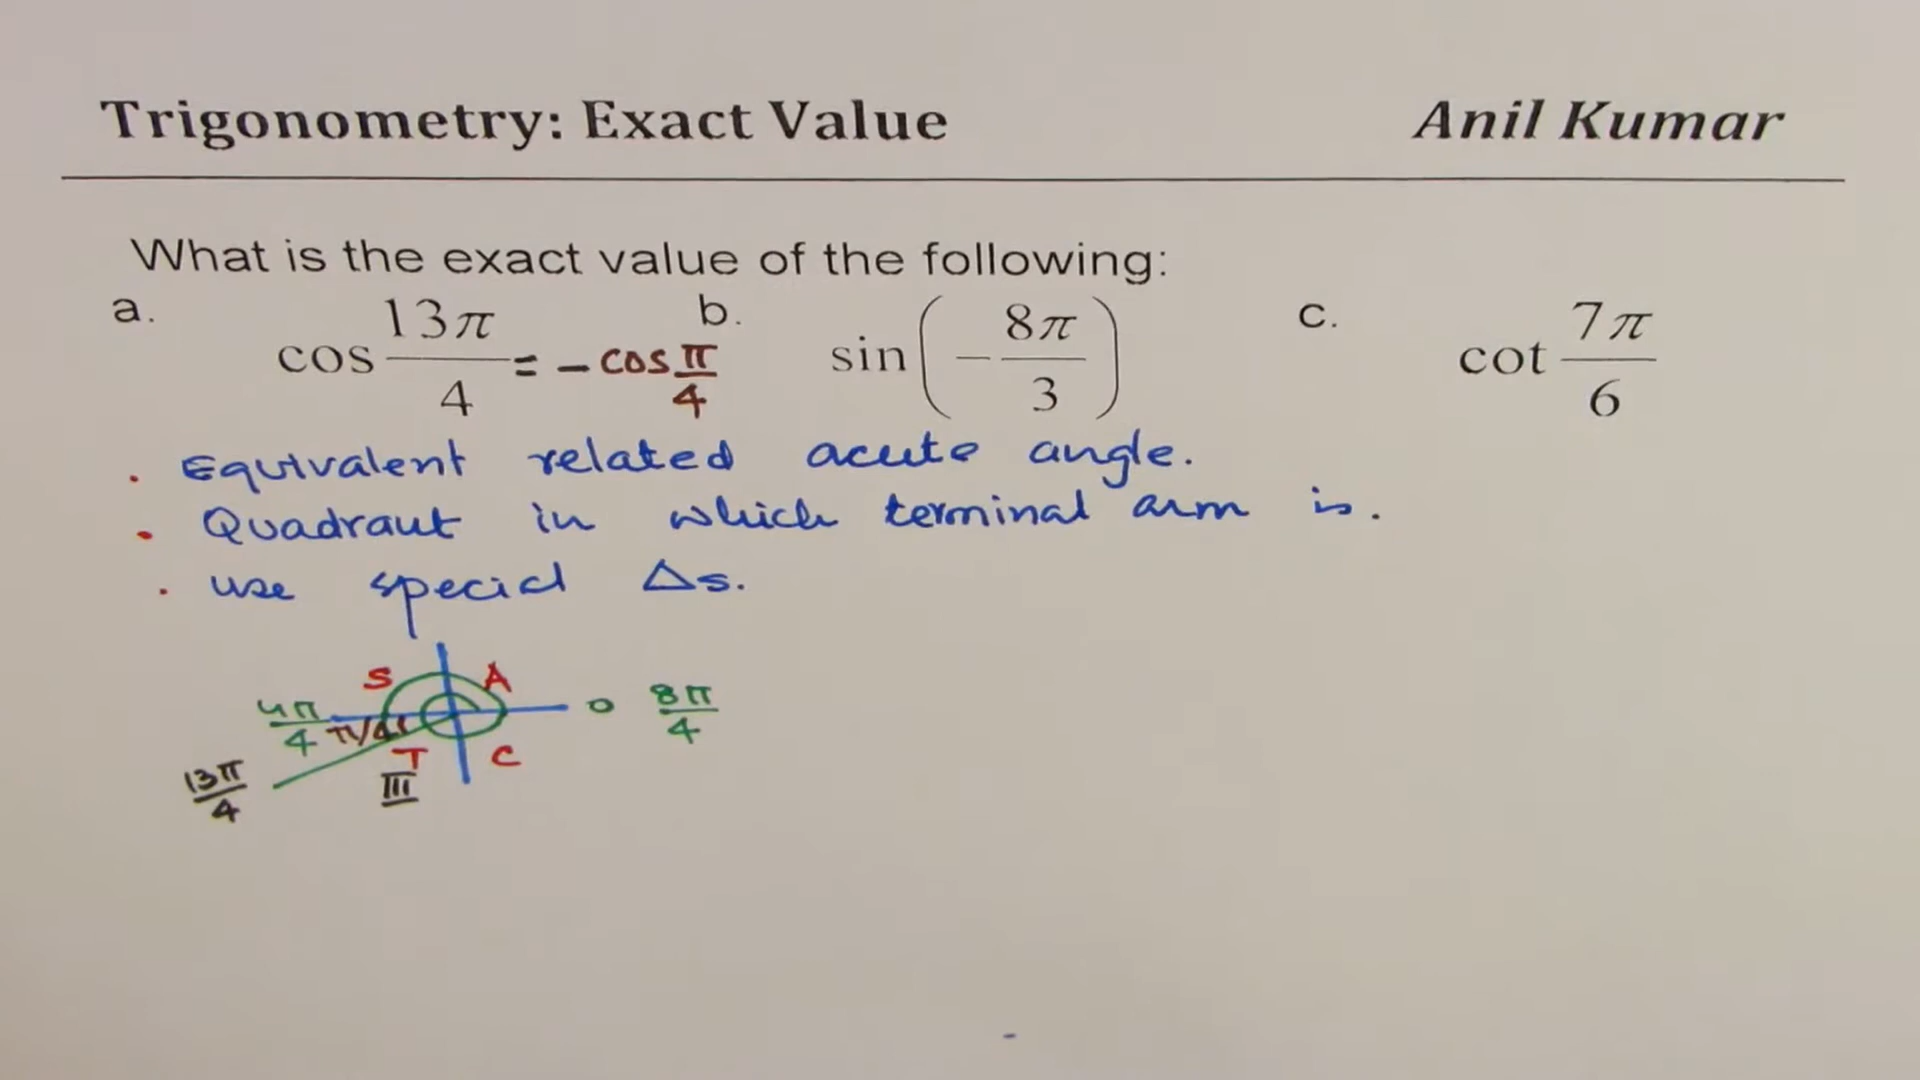 Trigonometry: Exact Value Anil Kumar
What is the exact value of the following:
a. cos 13π/4 = - cos π/4 b. sin(-8π/3) c. cot 7π/6
. Equivalent related acute angle.
. Quadraut in which terminal arm is.
. use special Δs.
S A
4π/4 π/4 0 8π/4
T C
13π/4 III